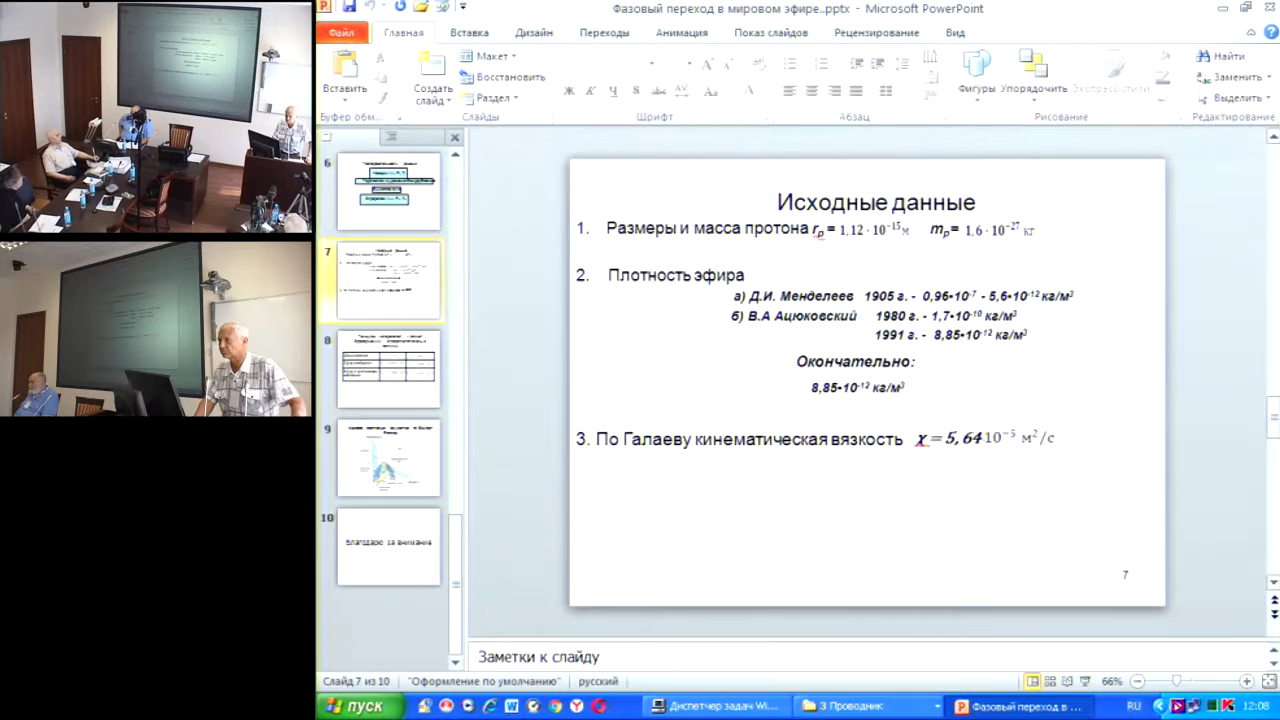 Фазовый переход в мировом эфире..pptx - Microsoft PowerPoint
Файл Главная Вставка Дизайн Переходы Анимация Показ слайдов Рецензирование Вид
Вставить
Буфер обм...
Создать слайд
Макет
Восстановить
Раздел
Слайды
Шрифт
Абзац
Фигуры Упорядочить Экспресс-стили
Рисование
Найти
Заменить
Выделить
Редактирование
6
7
8
9
10
Благодарю за внимание
Исходные данные
1. Размеры и масса протона rₚ = 1,12 · 10⁻¹⁵ м mₚ = 1,6 · 10⁻²⁷ кг
2. Плотность эфира
а) Д.И. Менделеев 1905 г. - 0,96•10⁻⁷ - 5,6•10⁻¹² кг/м³
б) В.А Ацюковский 1980 г. - 1,7•10⁻¹⁰ кг/м³
1991 г. - 8,85•10⁻¹² кг/м³
Окончательно:
8,85•10⁻¹² кг/м³
3. По Галаеву кинематическая вязкость χ = 5,64 10⁻⁵ м²/с
7
Заметки к слайду
Слайд 7 из 10 "Оформление по умолчанию" русский 66%
пуск Диспетчер задач Wi... 3 Проводник Фазовый переход в ... RU 12:08